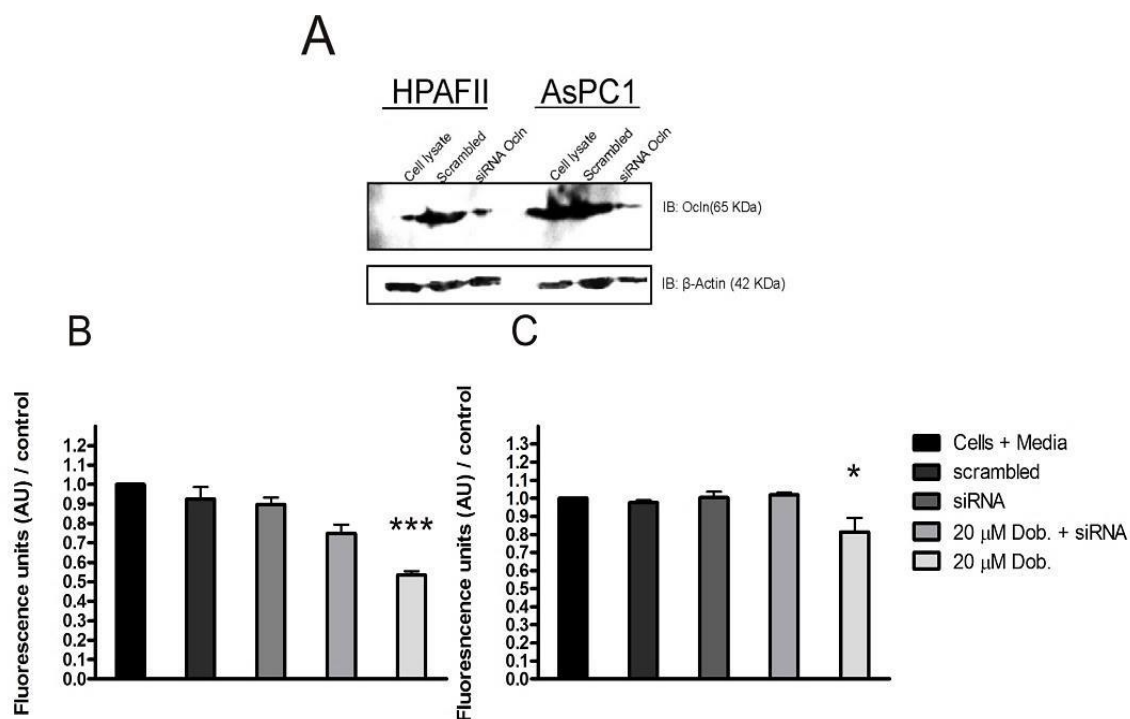 A
HPAFII AsPC1
Cell lysate Scrambled siRNA Ocln Cell lysate Scrambled siRNA Ocln
IB: Ocln(65 KDa)
IB: β-Actin (42 KDa)
B
Fluorescence units (AU) / control
1.2
1.1
1.0
0.9
0.8
0.7
0.6
0.5
0.4
0.3
0.2
0.1
0.0
***
C
Fluoresncence units (AU) / control
1.3
1.2
1.1
1.0
0.9
0.8
0.7
0.6
0.5
0.4
0.3
0.2
0.1
0.0
*
Cells + Media
scrambled
siRNA
20 μM Dob. + siRNA
20 μM Dob.